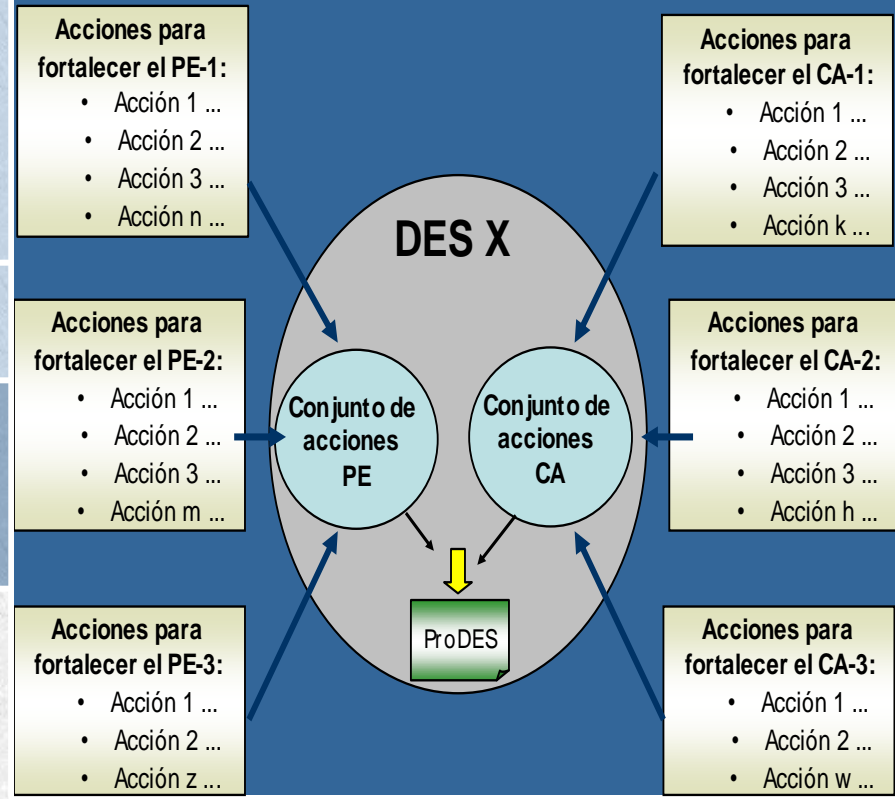 Acciones para
fortalecer el PE-1:
• Acción 1 ...
• Acción 2 ...
• Acción 3 ...
• Acción n ...
Acciones para
fortalecer el CA-1:
• Acción 1 ...
• Acción 2 ...
• Acción 3 ...
• Acción k ...
DES X
Acciones para
fortalecer el PE-2:
• Acción 1 ...
• Acción 2 ...
• Acción 3 ...
• Acción m ...
Conjunto de
acciones
PE
Conjunto de
acciones
CA
Acciones para
fortalecer el CA-2:
• Acción 1 ...
• Acción 2 ...
• Acción 3 ...
• Acción h ...
ProDES
Acciones para
fortalecer el PE-3:
• Acción 1 ...
• Acción 2 ...
• Acción z ...
Acciones para
fortalecer el CA-3:
• Acción 1 ...
• Acción 2 ...
• Acción w ...